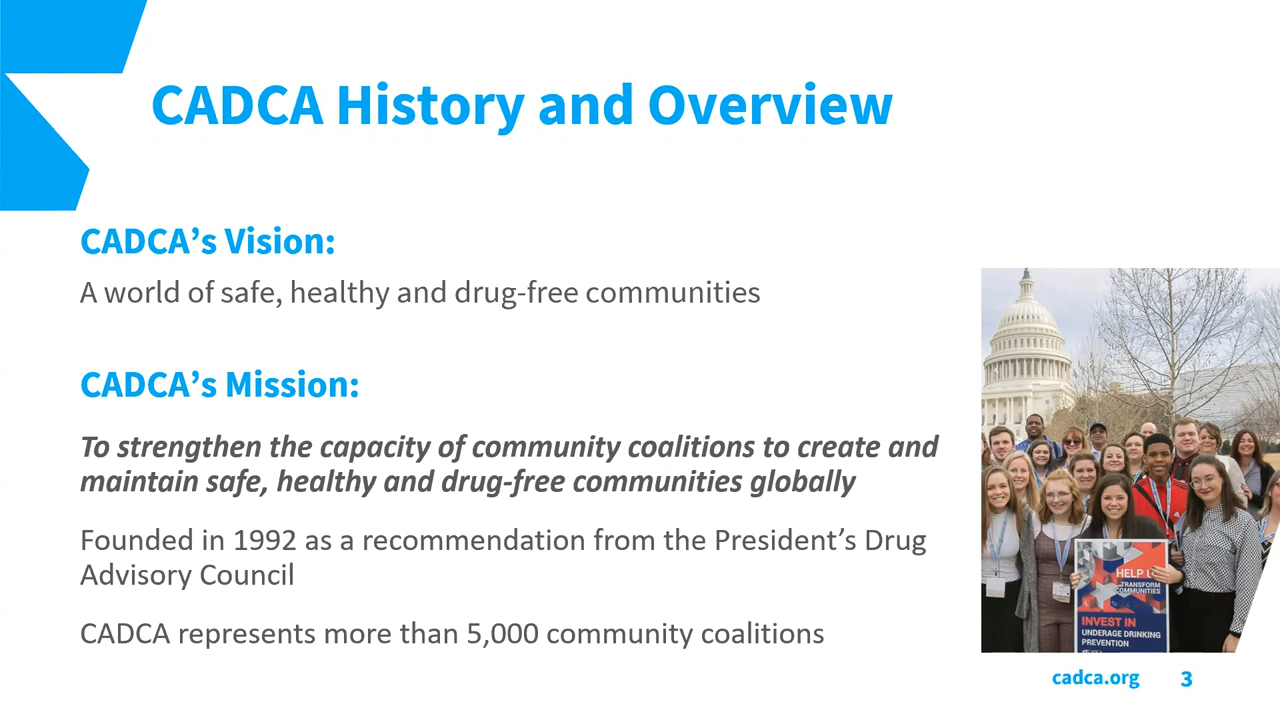 CADCA History and Overview
CADCA’s Vision:
A world of safe, healthy and drug-free communities
CADCA’s Mission:
To strengthen the capacity of community coalitions to create and
maintain safe, healthy and drug-free communities globally
Founded in 1992 as a recommendation from the President’s Drug
Advisory Council
CADCA represents more than 5,000 community coalitions
HELP
TRANSFORM
COMMUNITIES
INVEST IN
UNDERAGE DRINKING
PREVENTION
cadca.org 3